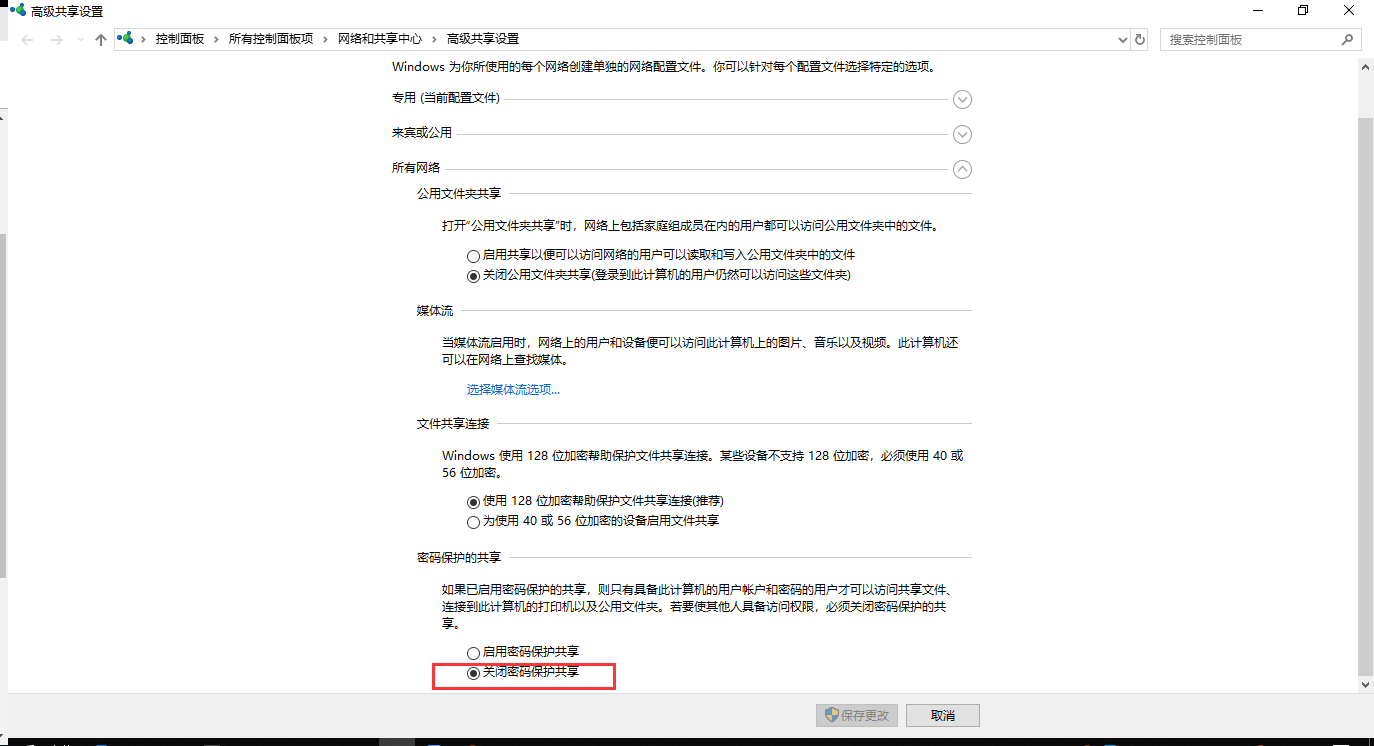 高级共享设置
控制面板 › 所有控制面板项 › 网络和共享中心 › 高级共享设置
搜索控制面板
Windows 为你所使用的每个网络创建单独的网络配置文件。你可以针对每个配置文件选择特定的选项。
专用 (当前配置文件)
来宾或公用
所有网络
公用文件夹共享
打开“公用文件夹共享”时，网络上包括家庭组成员在内的用户都可以访问公用文件夹中的文件。
启用共享以便可以访问网络的用户可以读取和写入公用文件夹中的文件
关闭公用文件夹共享(登录到此计算机的用户仍然可以访问这些文件夹)
媒体流
当媒体流启用时，网络上的用户和设备便可以访问此计算机上的图片、音乐以及视频。此计算机还
可以在网络上查找媒体。
选择媒体流选项...
文件共享连接
Windows 使用 128 位加密帮助保护文件共享连接。某些设备不支持 128 位加密，必须使用 40 或
56 位加密。
使用 128 位加密帮助保护文件共享连接(推荐)
为使用 40 或 56 位加密的设备启用文件共享
密码保护的共享
如果已启用密码保护的共享，则只有具备此计算机的用户帐户和密码的用户才可以访问共享文件、
连接到此计算机的打印机以及公用文件夹。若要使其他人具备访问权限，必须关闭密码保护的共
享。
启用密码保护共享
关闭密码保护共享
保存更改
取消